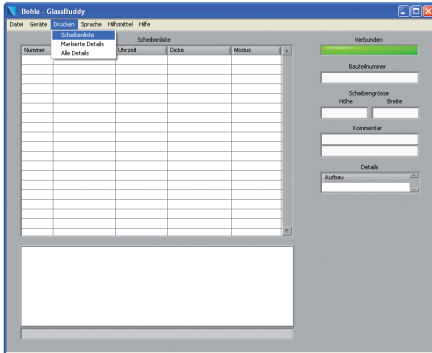 Bohle - GlassBuddy
Datei Geräte Drucken Sprache Hilfsmittel Hilfe
Scheibenliste
Markierte Details
Alle Details
Scheibenliste
Nummer Uhrzeit Dicke Modus
Verbunden
Bauteilnummer
Scheibengrösse
Höhe Breite
Kommentar
Details
Aufbau